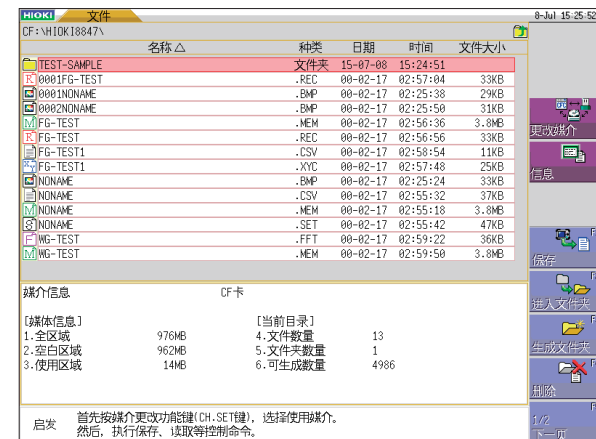 HIOKI 文件 8-Jul 15:25:52
CF:\HIOKI8847\
名称△ 种类 日期 时间 文件大小
TEST-SAMPLE 文件夹 15-07-08 15:24:51
0001FG-TEST .REC 00-02-17 02:57:04 33KB
0001NONAME .BMP 00-02-17 02:25:38 29KB
0002NONAME .BMP 00-02-17 02:25:50 31KB
FG-TEST .MEM 00-02-17 02:56:36 3.8MB
FG-TEST .REC 00-02-17 02:56:56 33KB
FG-TEST1 .CSV 00-02-17 02:58:54 11KB
FG-TEST1 .XYC 00-02-17 02:57:48 25KB
NONAME .BMP 00-02-17 02:25:24 33KB
NONAME .CSV 00-02-17 02:55:32 37KB
NONAME .MEM 00-02-17 02:55:18 3.8MB
NONAME .SET 00-02-17 02:55:42 47KB
WG-TEST .FFT 00-02-17 02:59:22 36KB
WG-TEST .MEM 00-02-17 02:59:50 3.8MB
更改媒介
信息
保存
进入文件夹
生成文件夹
删除
1/2
下一页
媒介信息 CF卡
[媒体信息] [当前目录]
1.全区域 976MB 4.文件数量 13
2.空白区域 962MB 5.文件夹数量 1
3.使用区域 14MB 6.可生成数量 4986
启发 首先按媒介更改功能键(CH.SET键),选择使用媒介。
然后,执行保存、读取等控制命令。